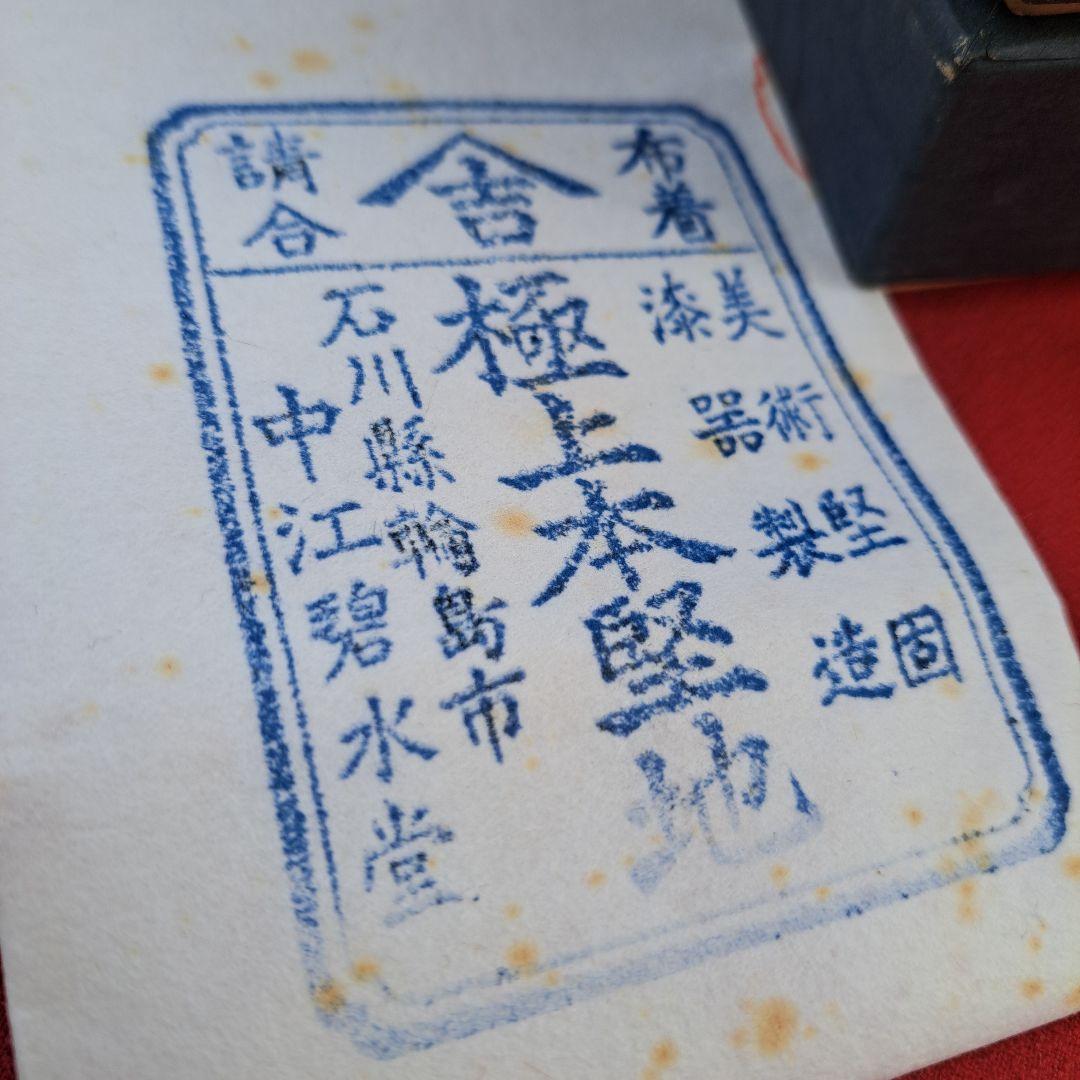 布着
𠆢吉
請合
美術堅固
漆器製造
極上本堅地
石川縣輪島市
中江碧水堂